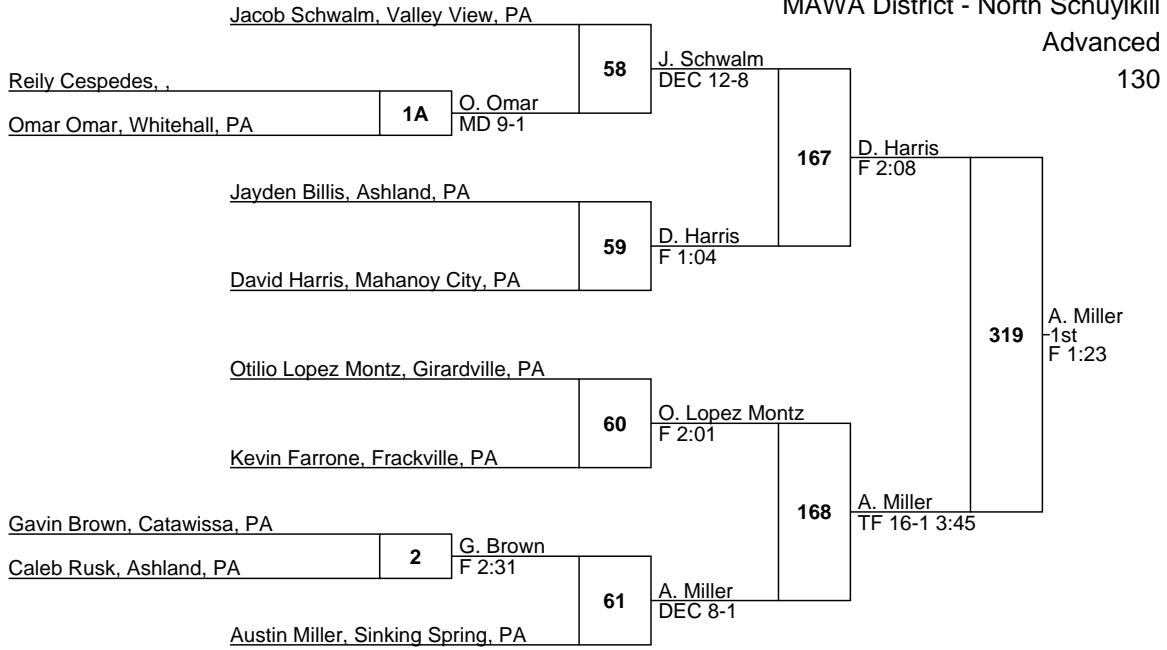 MAWA District - North Schuylkill
Advanced
130
Jacob Schwalm, Valley View, PA
58
J. Schwalm
DEC 12-8
Reily Cespedes, ,
1A
O. Omar
MD 9-1
Omar Omar, Whitehall, PA
167
D. Harris
F 2:08
Jayden Billis, Ashland, PA
59
D. Harris
F 1:04
David Harris, Mahanoy City, PA
319
A. Miller
1st
F 1:23
Otilio Lopez Montz, Girardville, PA
60
O. Lopez Montz
F 2:01
Kevin Farrone, Frackville, PA
168
A. Miller
TF 16-1 3:45
Gavin Brown, Catawissa, PA
2
G. Brown
F 2:31
Caleb Rusk, Ashland, PA
61
A. Miller
DEC 8-1
Austin Miller, Sinking Spring, PA